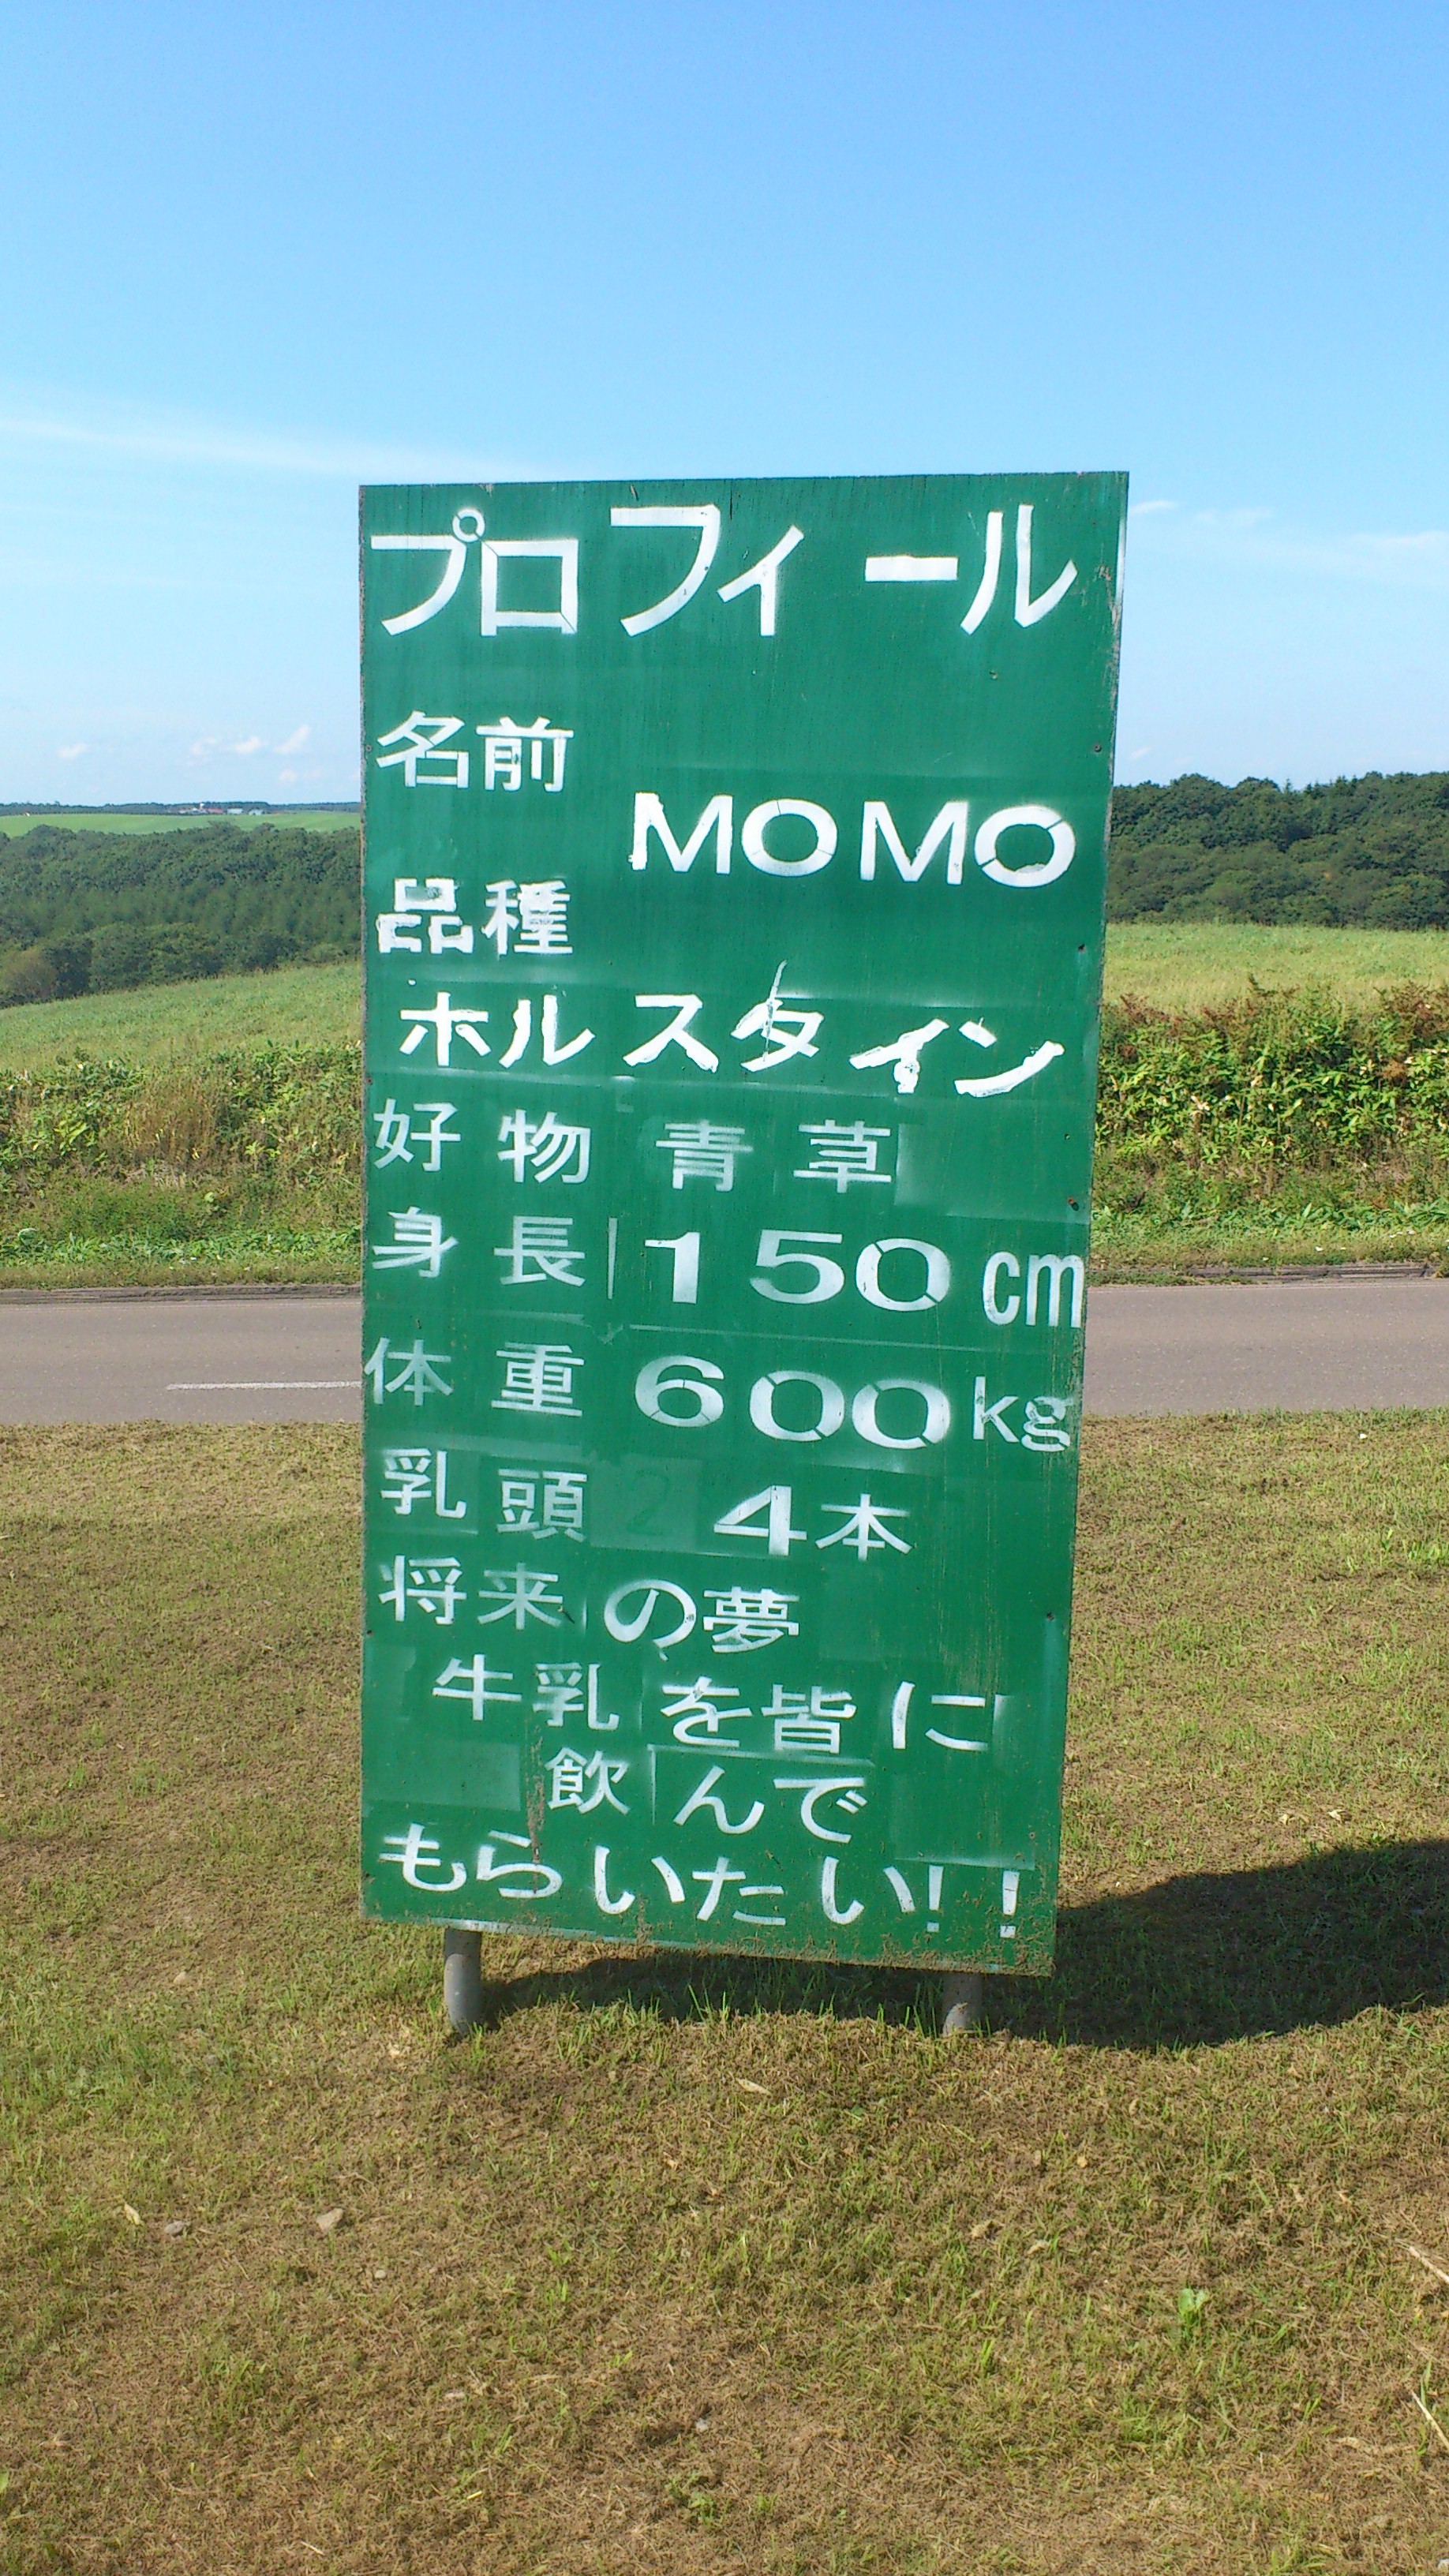 プロフィール
名前
MOMO
品種
ホルスタイン
好物 青草
身長 150cm
体重 600kg
乳頭 4本
将来の夢
牛乳を皆に
飲んで
もらいたい!!